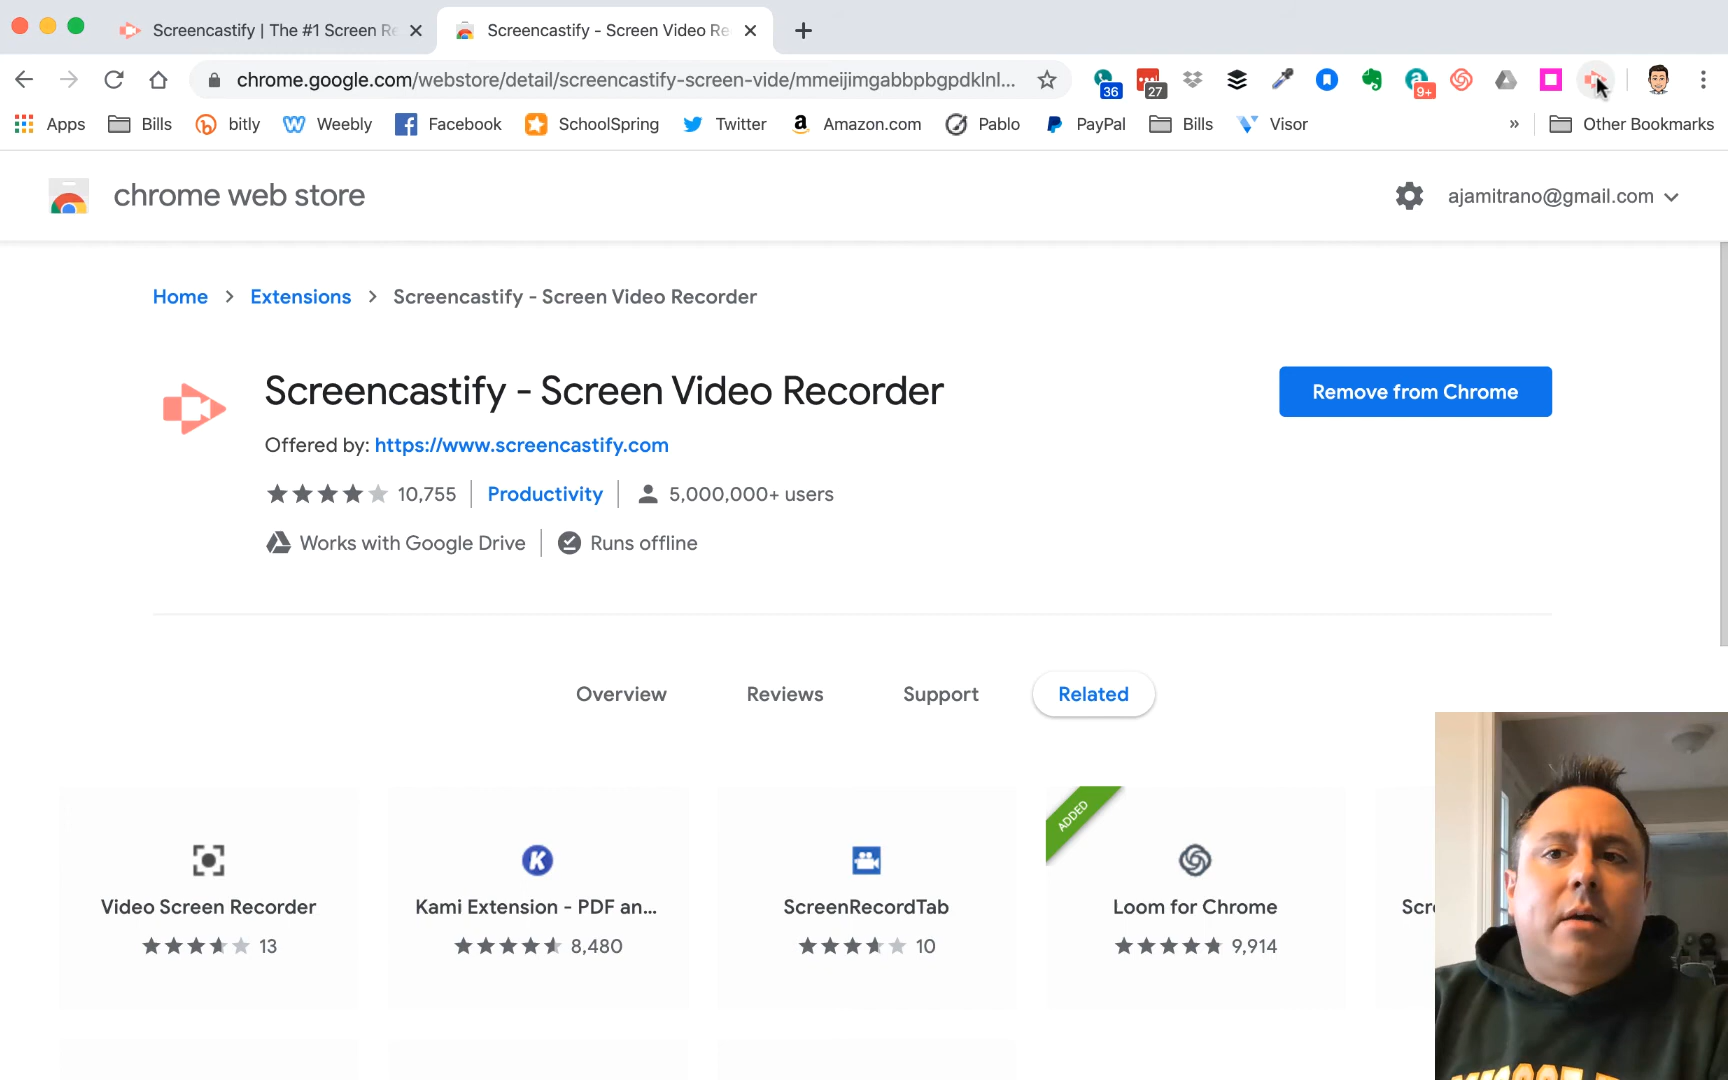 Screencastify | The #1 Screen Re
Screencastify - Screen Video Re
chrome.google.com/webstore/detail/screencastify-screen-vide/mmeijimgabbpbgpdklnl...
36
27
9+
Apps
Bills
bitly
Weebly
Facebook
SchoolSpring
Twitter
Amazon.com
Pablo
PayPal
Bills
Visor
»
Other Bookmarks
chrome web store
ajamitrano@gmail.com
Home > Extensions > Screencastify - Screen Video Recorder
Screencastify - Screen Video Recorder
Remove from Chrome
Offered by: https://www.screencastify.com
10,755 | Productivity | 5,000,000+ users
Works with Google Drive | Runs offline
Overview
Reviews
Support
Related
ADDED
K
Video Screen Recorder
Kami Extension - PDF an...
ScreenRecordTab
Loom for Chrome
Scre
13
8,480
10
9,914